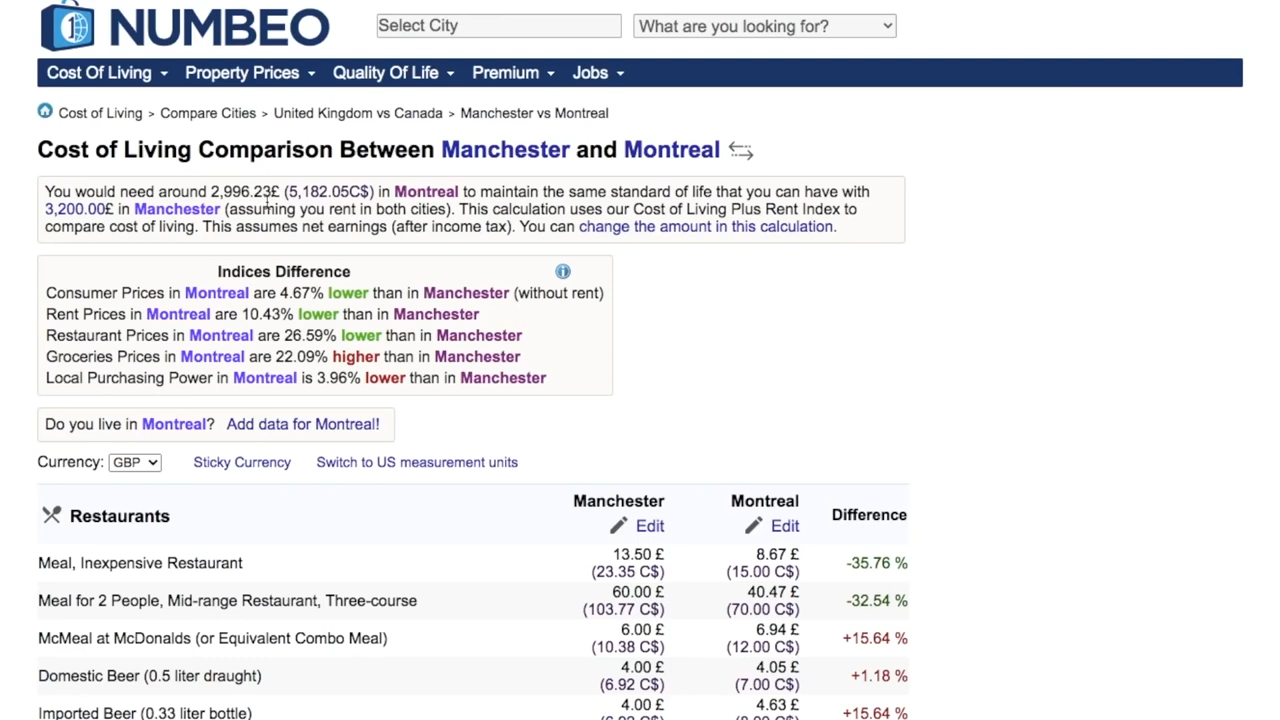 NUMBEO
Select City What are you looking for?
Cost Of Living Property Prices Quality Of Life Premium Jobs
Cost of Living > Compare Cities > United Kingdom vs Canada > Manchester vs Montreal
Cost of Living Comparison Between Manchester and Montreal
You would need around 2,996.23£ (5,182.05C$) in Montreal to maintain the same standard of life that you can have with
3,200.00£ in Manchester (assuming you rent in both cities). This calculation uses our Cost of Living Plus Rent Index to
compare cost of living. This assumes net earnings (after income tax). You can change the amount in this calculation.
Indices Difference
Consumer Prices in Montreal are 4.67% lower than in Manchester (without rent)
Rent Prices in Montreal are 10.43% lower than in Manchester
Restaurant Prices in Montreal are 26.59% lower than in Manchester
Groceries Prices in Montreal are 22.09% higher than in Manchester
Local Purchasing Power in Montreal is 3.96% lower than in Manchester
Do you live in Montreal? Add data for Montreal!
Currency: GBP Sticky Currency Switch to US measurement units
Restaurants Manchester Edit Montreal Edit Difference
Meal, Inexpensive Restaurant 13.50 £ (23.35 C$) 8.67 £ (15.00 C$) -35.76 %
Meal for 2 People, Mid-range Restaurant, Three-course 60.00 £ (103.77 C$) 40.47 £ (70.00 C$) -32.54 %
McMeal at McDonalds (or Equivalent Combo Meal) 6.00 £ (10.38 C$) 6.94 £ (12.00 C$) +15.64 %
Domestic Beer (0.5 liter draught) 4.00 £ (6.92 C$) 4.05 £ (7.00 C$) +1.18 %
Imported Beer (0.33 liter bottle) 4.00 £ 4.63 £ +15.64 %